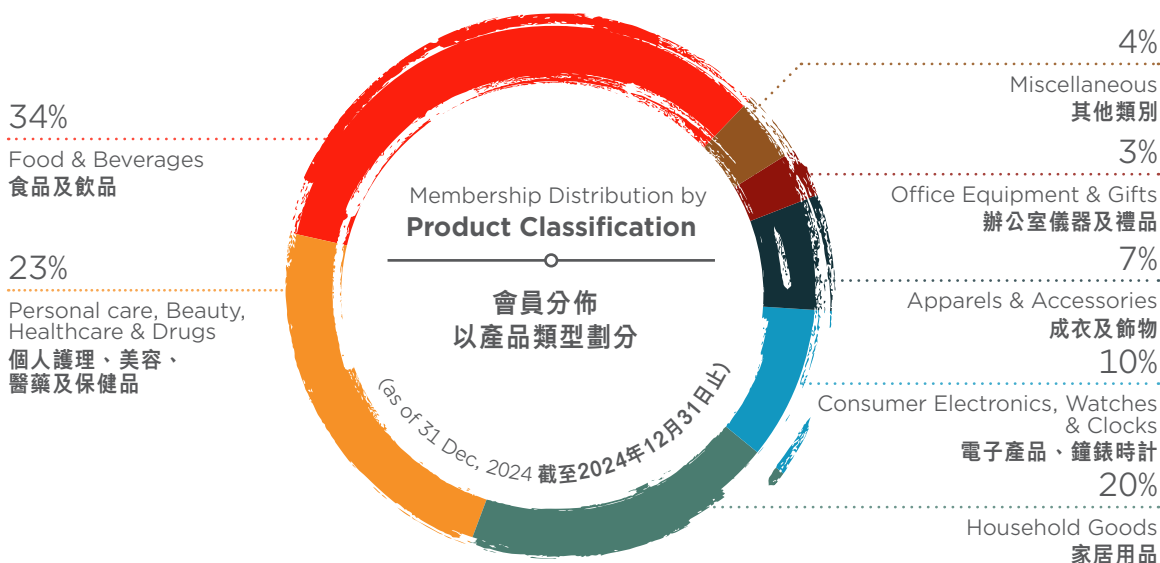 34%
Food & Beverages
食品及飲品
23%
Personal care, Beauty,
Healthcare & Drugs
個人護理、美容、
醫藥及保健品
Membership Distribution by
Product Classification
會員分佈
以產品類型劃分
(as of 31 Dec, 2024 截至2024年12月31日止)
4%
Miscellaneous
其他類別
3%
Office Equipment & Gifts
辦公室儀器及禮品
7%
Apparels & Accessories
成衣及飾物
10%
Consumer Electronics, Watches
& Clocks
電子產品、鐘錶時計
20%
Household Goods
家居用品